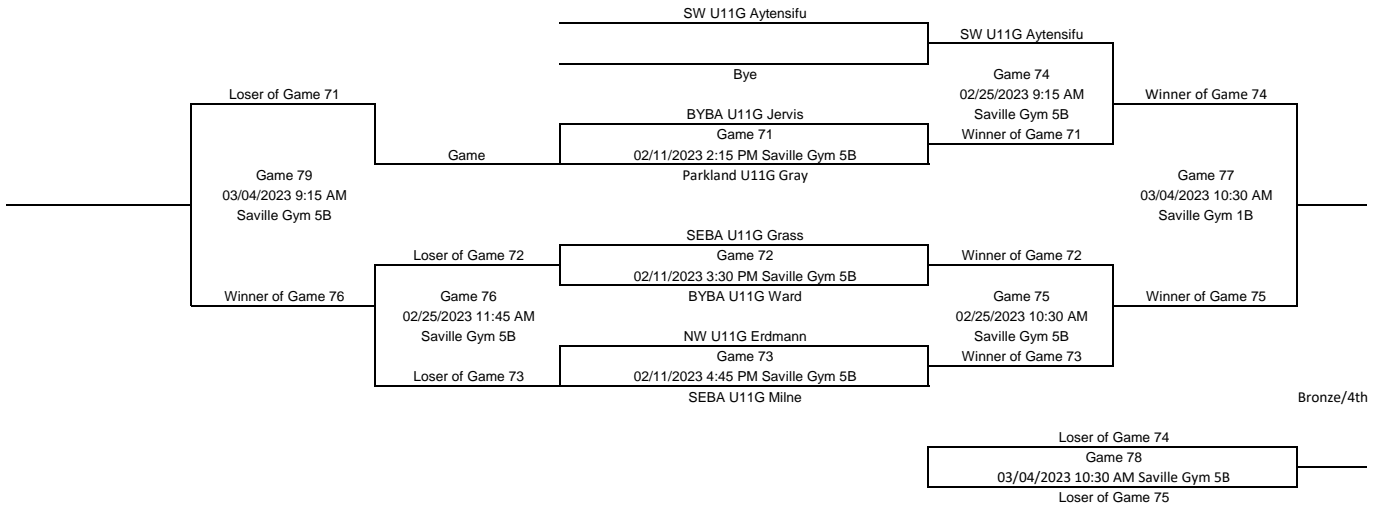 SW U11G Aytensifu
SW U11G Aytensifu
Bye
Game 74
Loser of Game 71
02/25/2023 9:15 AM
Winner of Game 74
BYBA U11G Jervis
Saville Gym 5B
Game 71
Winner of Game 71
Game
02/11/2023 2:15 PM Saville Gym 5B
Game 79
Parkland U11G Gray
Game 77
03/04/2023 9:15 AM
03/04/2023 10:30 AM
Saville Gym 5B
Saville Gym 1B
SEBA U11G Grass
Loser of Game 72
Game 72
Winner of Game 72
02/11/2023 3:30 PM Saville Gym 5B
Winner of Game 76
Game 76
BYBA U11G Ward
Game 75
Winner of Game 75
02/25/2023 11:45 AM
02/25/2023 10:30 AM
Saville Gym 5B
NW U11G Erdmann
Saville Gym 5B
Game 73
Winner of Game 73
Loser of Game 73
02/11/2023 4:45 PM Saville Gym 5B
SEBA U11G Milne
Bronze/4th
Loser of Game 74
Game 78
03/04/2023 10:30 AM Saville Gym 5B
Loser of Game 75